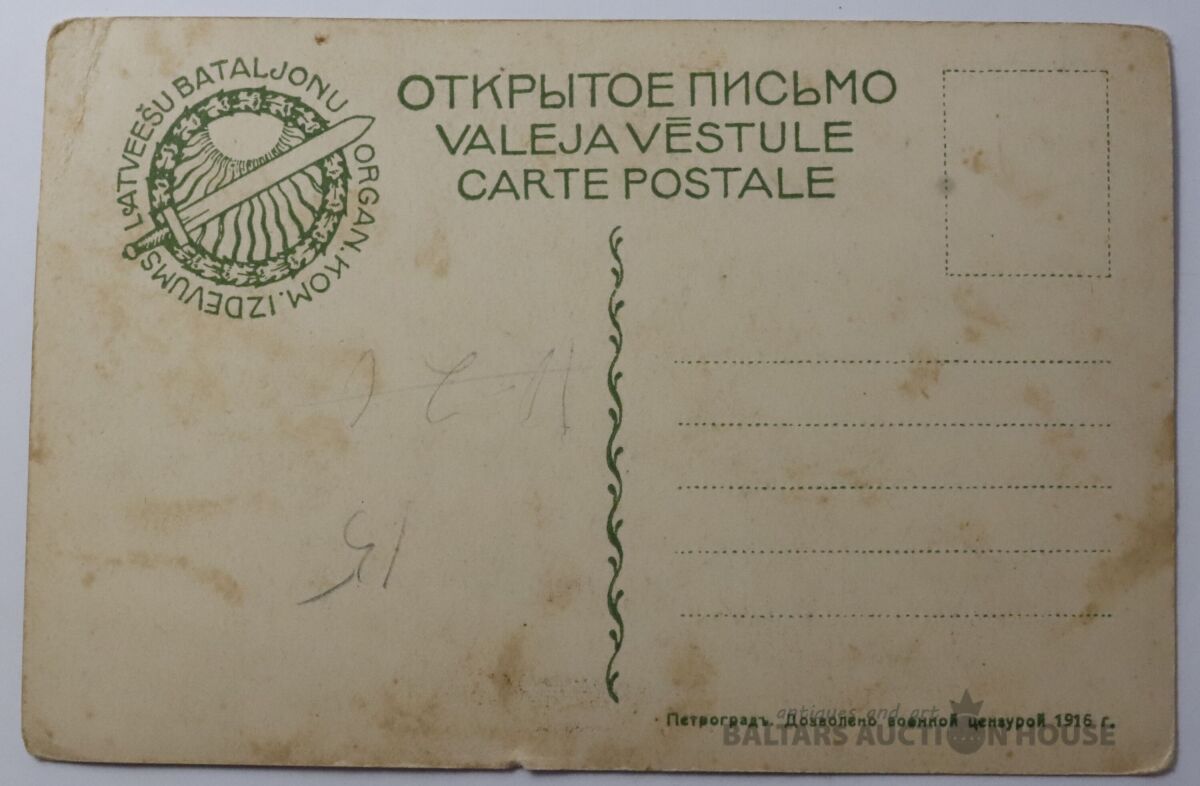 LATVEEŠU BATALJONU ORGAN. KOM. IZDEVUMS
ОТКРЫТОЕ ПИСЬМО
VALEJA VĒSTULE
CARTE POSTALE
15
Петроградъ. Дозволено военной цензурой 1916 г.
antiques and art
BALTARS AUCTION HOUSE